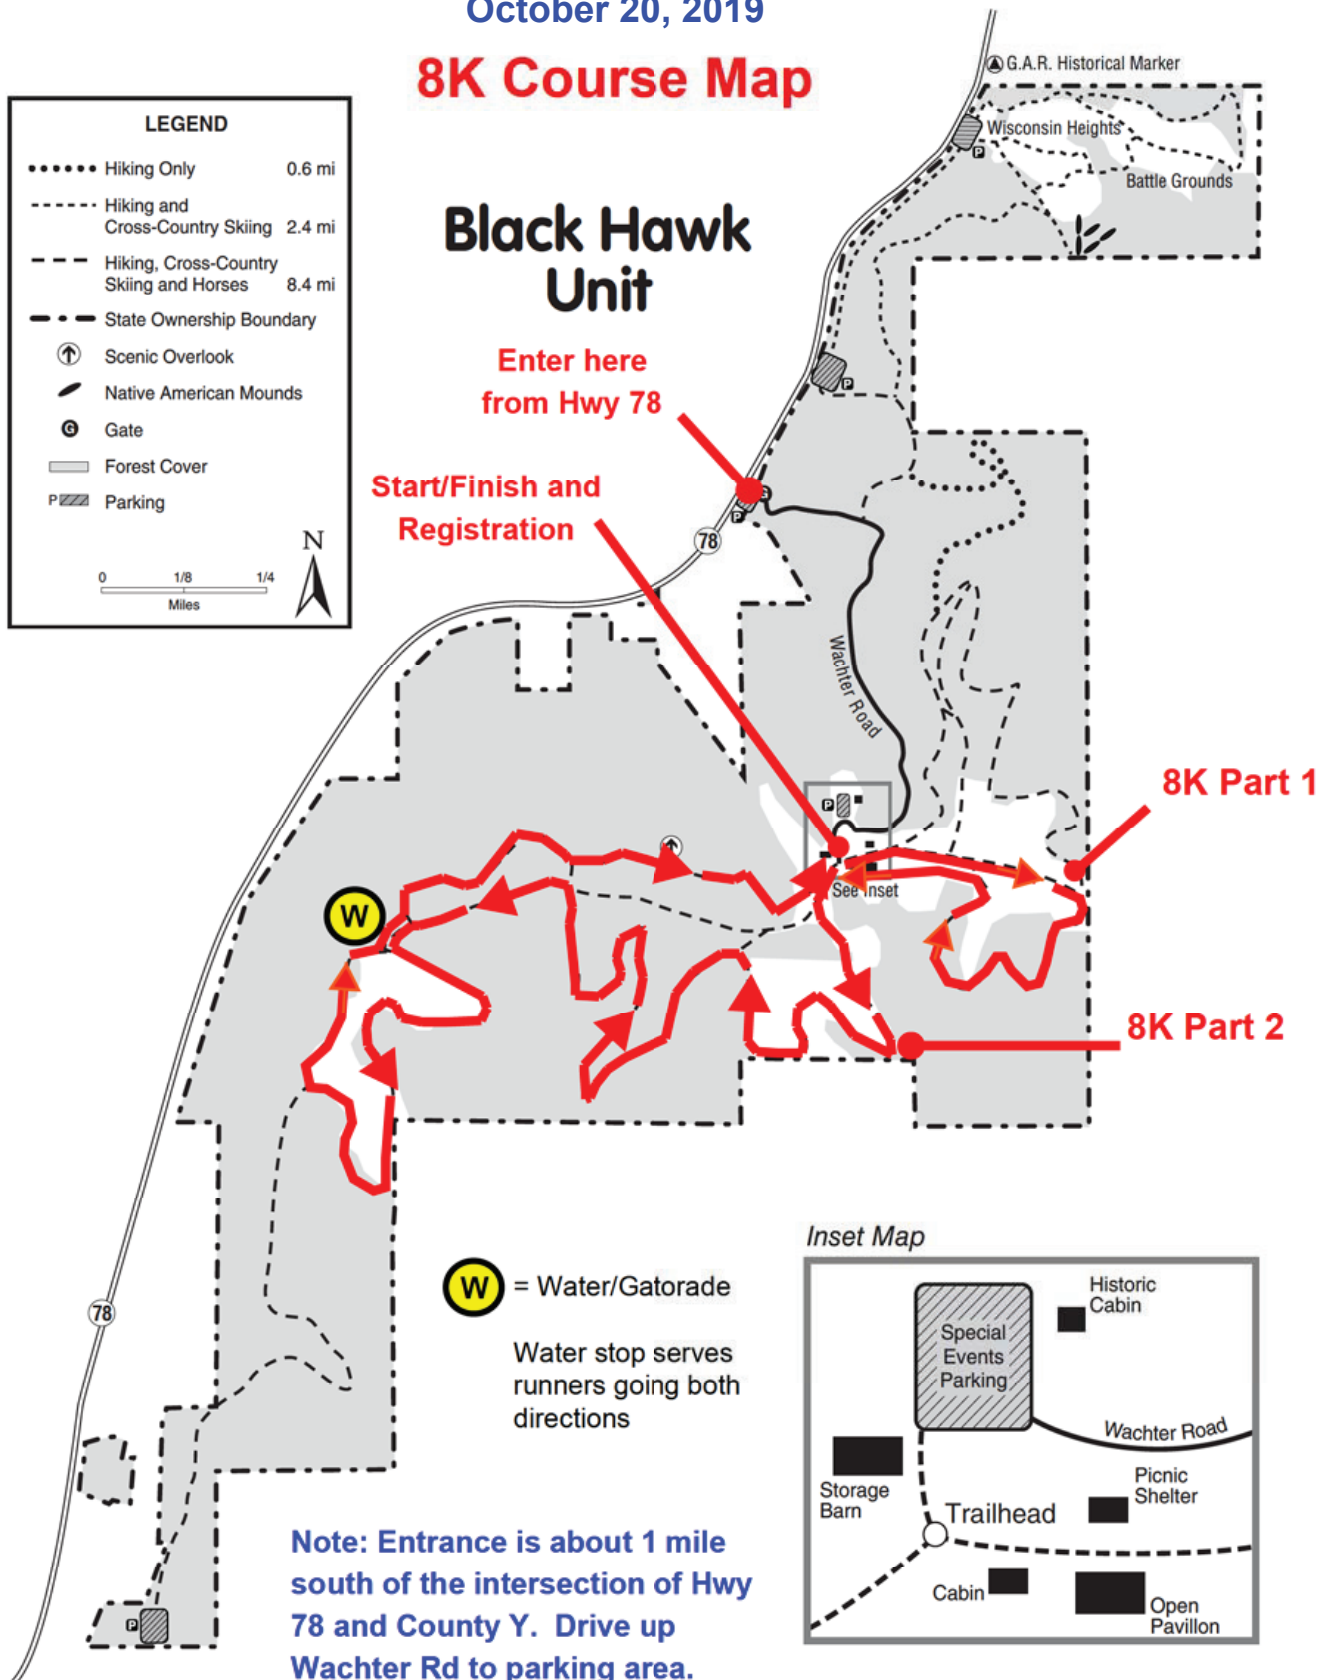 October 20, 2019
8K Course Map
G.A.R. Historical Marker
Wisconsin Heights
P
Battle Grounds
LEGEND
Hiking Only 0.6 mi
Hiking and
Cross-Country Skiing 2.4 mi
Hiking, Cross-Country
Skiing and Horses 8.4 mi
State Ownership Boundary
Scenic Overlook
Native American Mounds
G Gate
Forest Cover
P Parking
N
0 1/8 1/4
Miles
Black Hawk
Unit
Enter here
from Hwy 78
P
Start/Finish and
Registration
G
P
78
Wachter Road
8K Part 1
P
See Inset
W
8K Part 2
78
W = Water/Gatorade
Water stop serves
runners going both
directions
Inset Map
Historic
Cabin
Special
Events
Parking
Wachter Road
Storage
Barn
Picnic
Shelter
Trailhead
Cabin
Open
Pavillon
P
Note: Entrance is about 1 mile
south of the intersection of Hwy
78 and County Y. Drive up
Wachter Rd to parking area.